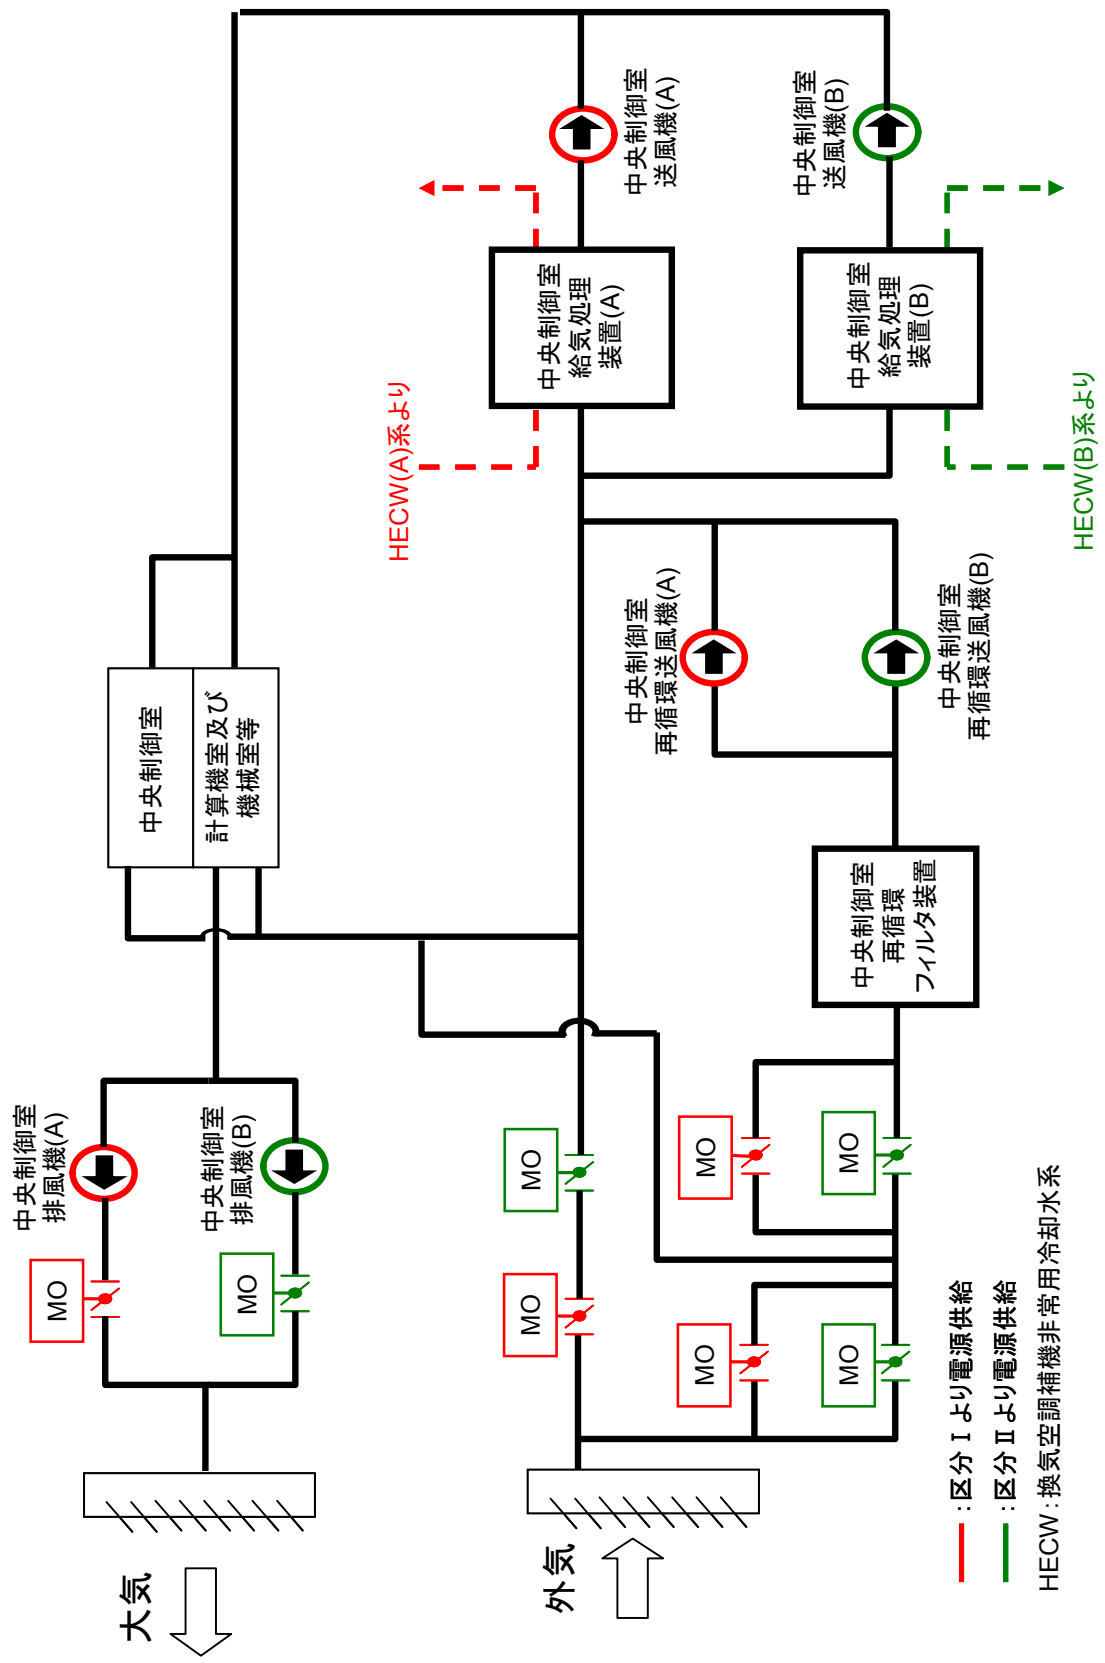 大気
MO
MO
中央制御室
排風機(A)
中央制御室
排風機(B)
中央制御室
計算機室及び
機械室等
外気
MO
MO
HECW(A)系より
中央制御室
給気処理
装置(A)
中央制御室
送風機(A)
MO
MO
MO
MO
中央制御室
再循環
フィルタ装置
中央制御室
再循環送風機(A)
中央制御室
再循環送風機(B)
中央制御室
給気処理
装置(B)
中央制御室
送風機(B)
HECW(B)系より
：区分Ⅰより電源供給
：区分Ⅱより電源供給
HECW：換気空調補機非常用冷却水系